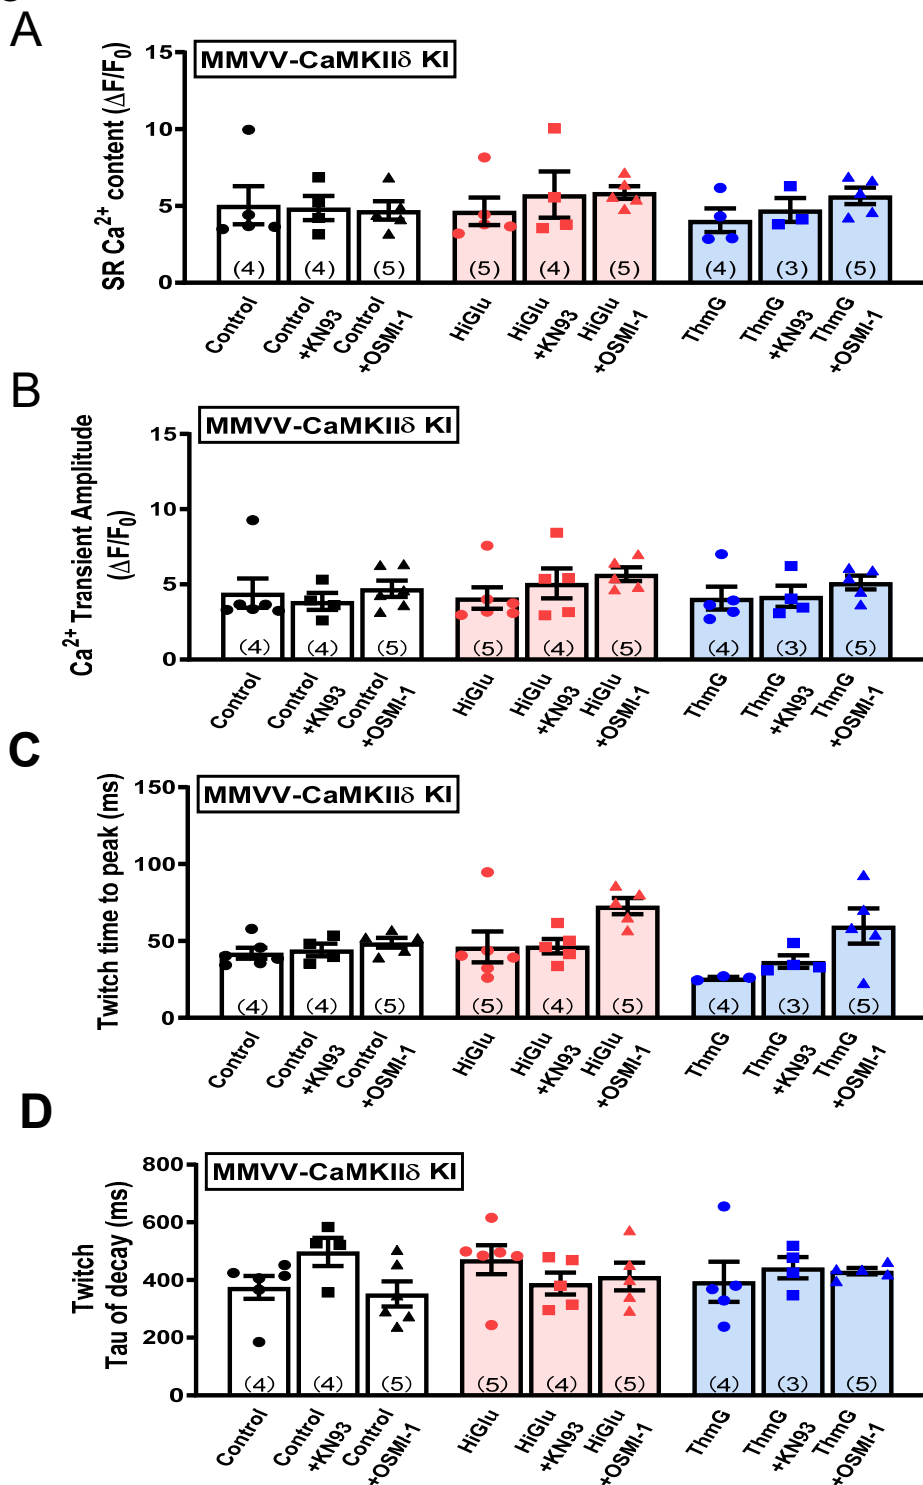 A
MMVV-CaMKIIδ KI
SR Ca2+ content (ΔF/F0)
15
10
5
0
(4) (4) (5) (5) (4) (5) (4) (3) (5)
Control
Control
+KN93
Control
+OSMI-1
HiGlu
HiGlu
+KN93
HiGlu
+OSMI-1
ThmG
ThmG
+KN93
ThmG
+OSMI-1
B
MMVV-CaMKIIδ KI
Ca2+ Transient Amplitude
(ΔF/F0)
15
10
5
0
(4) (4) (5) (5) (4) (5) (4) (3) (5)
Control
Control
+KN93
Control
+OSMI-1
HiGlu
HiGlu
+KN93
HiGlu
+OSMI-1
ThmG
ThmG
+KN93
ThmG
+OSMI-1
C
MMVV-CaMKIIδ KI
Twitch time to peak (ms)
150
100
50
0
(4) (4) (5) (5) (4) (5) (4) (3) (5)
Control
Control
+KN93
Control
+OSMI-1
HiGlu
HiGlu
+KN93
HiGlu
+OSMI-1
ThmG
ThmG
+KN93
ThmG
+OSMI-1
D
MMVV-CaMKIIδ KI
Twitch
Tau of decay (ms)
800
600
400
200
0
(4) (4) (5) (5) (4) (5) (4) (3) (5)
Control
Control
+KN93
Control
+OSMI-1
HiGlu
HiGlu
+KN93
HiGlu
+OSMI-1
ThmG
ThmG
+KN93
ThmG
+OSMI-1